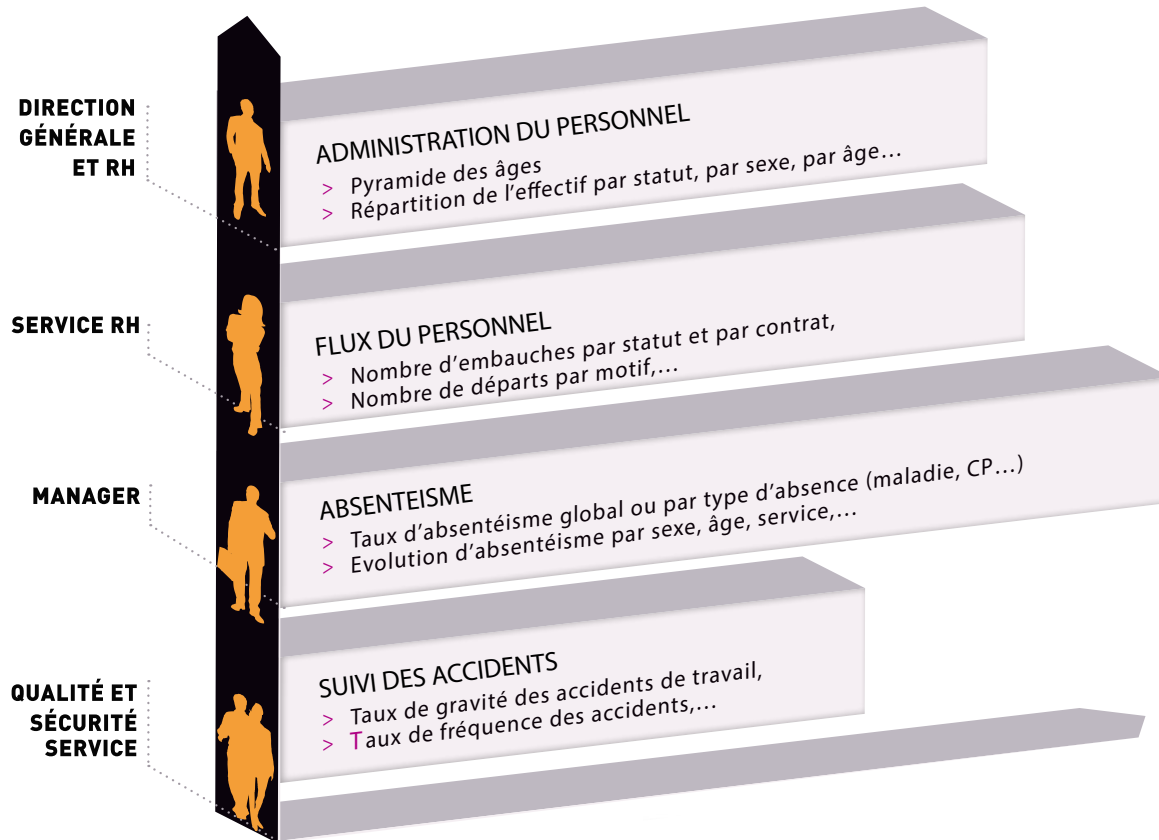 DIRECTION
GÉNÉRALE
ET RH
ADMINISTRATION DU PERSONNEL
> Pyramide des âges
> Répartition de l'effectif par statut, par sexe, par âge...
SERVICE RH
FLUX DU PERSONNEL
> Nombre d'embauches par statut et par contrat,
> Nombre de départs par motif,...
MANAGER
ABSENTEISME
> Taux d'absentéisme global ou par type d'absence (maladie, CP...)
> Evolution d'absentéisme par sexe, âge, service,...
QUALITÉ ET
SÉCURITÉ
SERVICE
SUIVI DES ACCIDENTS
> Taux de gravité des accidents de travail,
> Taux de fréquence des accidents,...